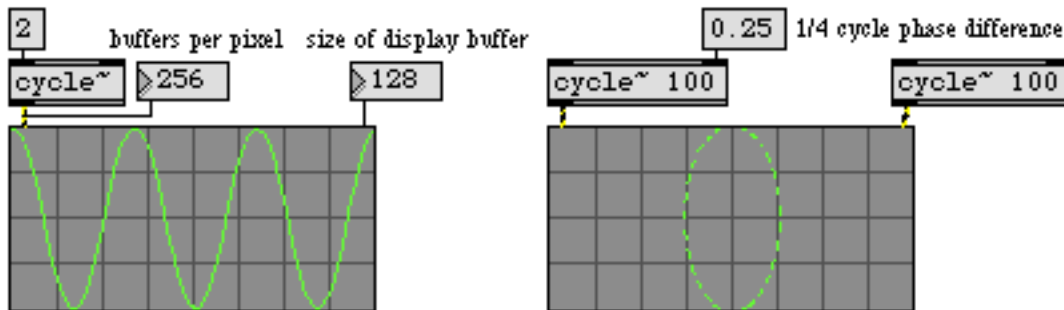 2
buffers per pixel size of display buffer
cycle~ 256 128
0.25 1/4 cycle phase difference
cycle~ 100 cycle~ 100